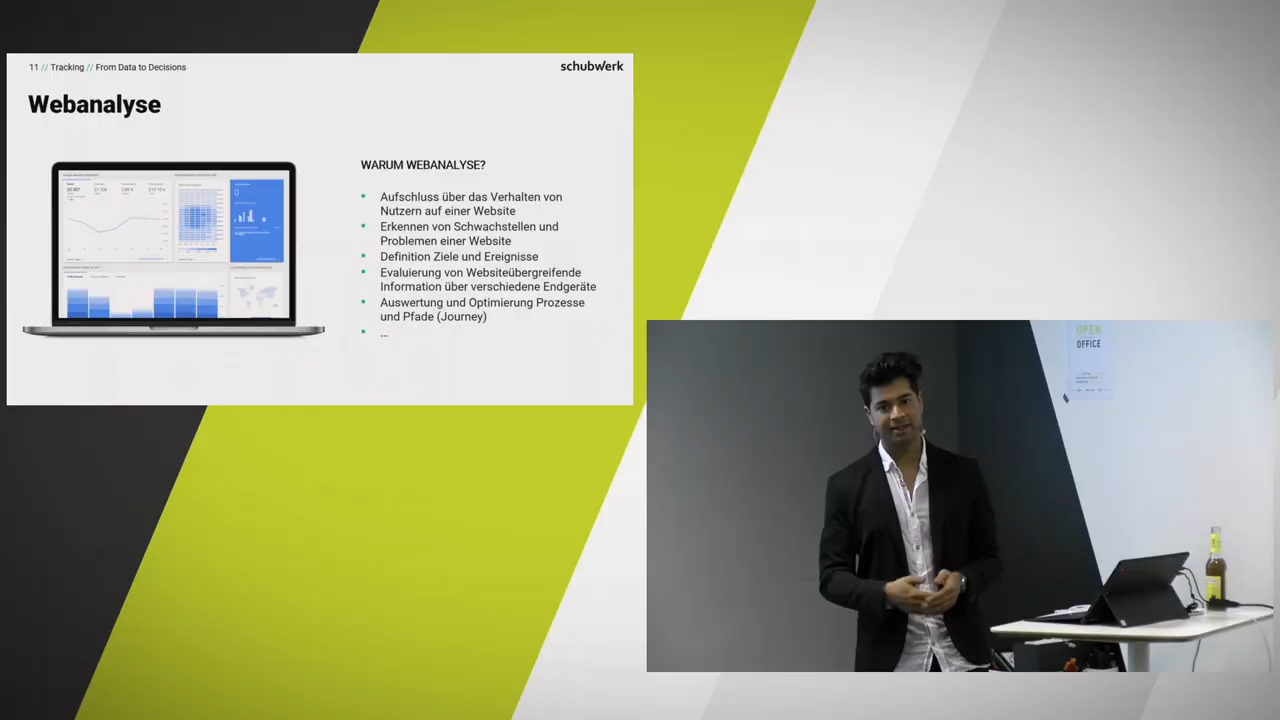 11 // Tracking // From Data to Decisions
schubwerk
Webanalyse
WARUM WEBANALYSE?
• Aufschluss über das Verhalten von
Nutzern auf einer Website
• Erkennen von Schwachstellen und
Problemen einer Website
• Definition Ziele und Ereignisse
• Evaluierung von Websiteübergreifende
Information über verschiedene Endgeräte
• Auswertung und Optimierung Prozesse
und Pfade (Journey)
• ...
OPEN
OFFICE